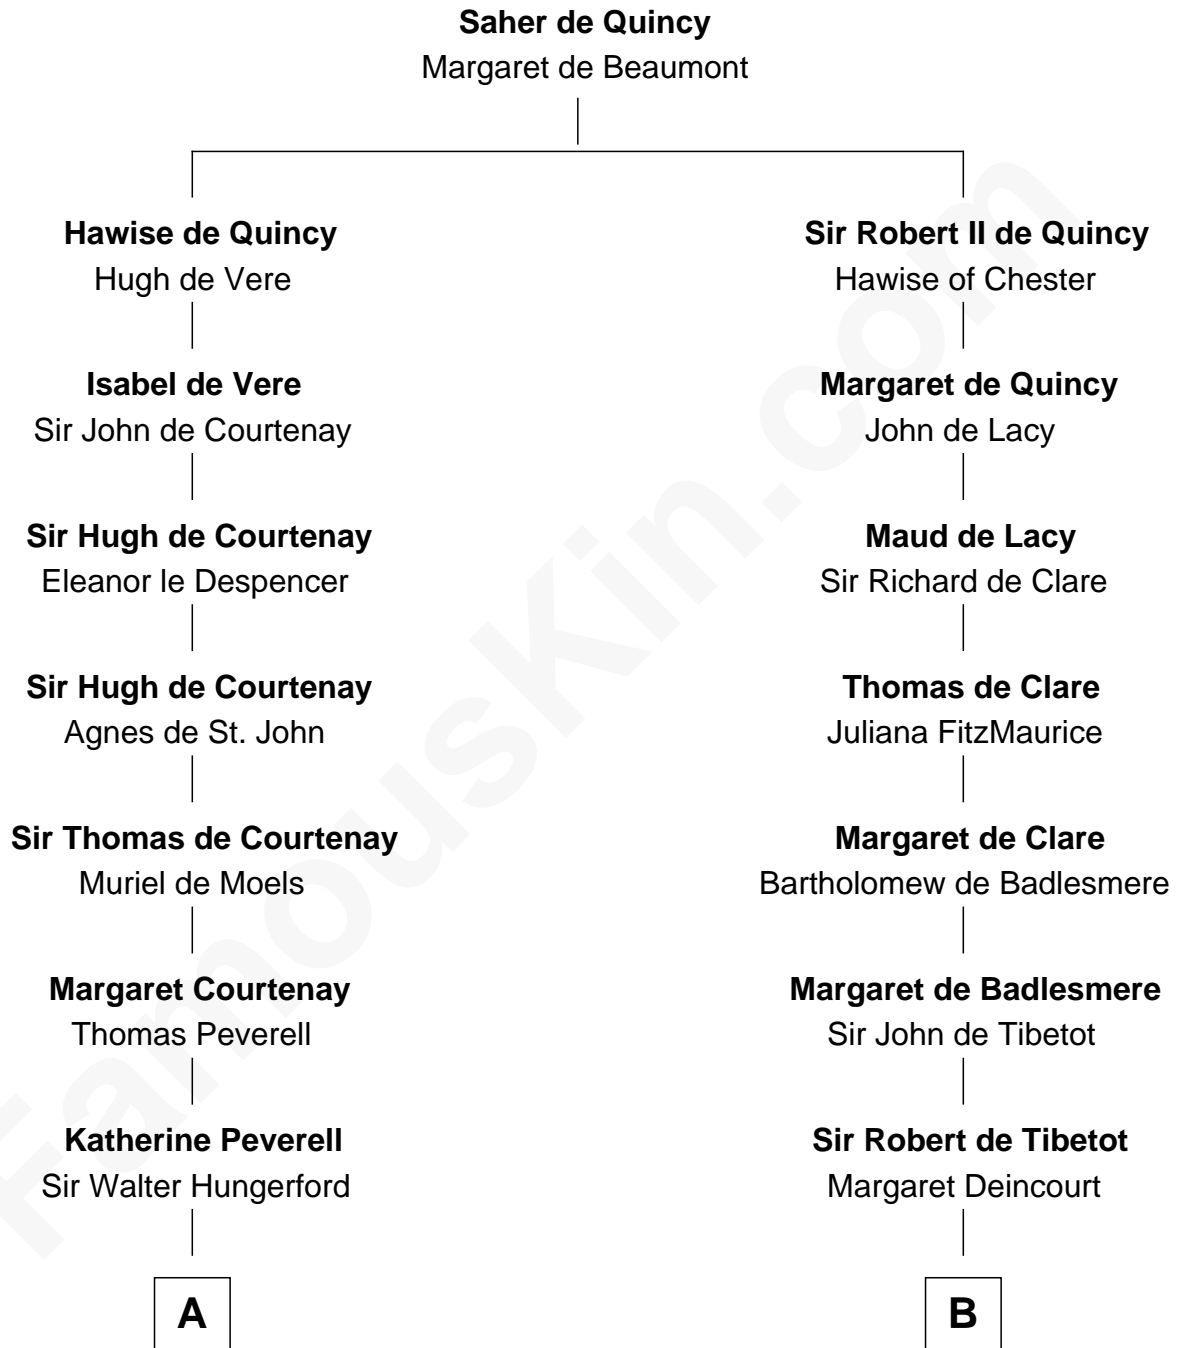 Saher de Quincy
Margaret de Beaumont
Hawise de Quincy
Hugh de Vere
Sir Robert II de Quincy
Hawise of Chester
Isabel de Vere
Sir John de Courtenay
Margaret de Quincy
John de Lacy
Sir Hugh de Courtenay
Eleanor le Despencer
Maud de Lacy
Sir Richard de Clare
Sir Hugh de Courtenay
Agnes de St. John
Thomas de Clare
Juliana FitzMaurice
Sir Thomas de Courtenay
Muriel de Moels
Margaret de Clare
Bartholomew de Badlesmere
Margaret Courtenay
Thomas Peverell
Margaret de Badlesmere
Sir John de Tibetot
Katherine Peverell
Sir Walter Hungerford
Sir Robert de Tibetot
Margaret Deincourt
A
B
FamousKin.com